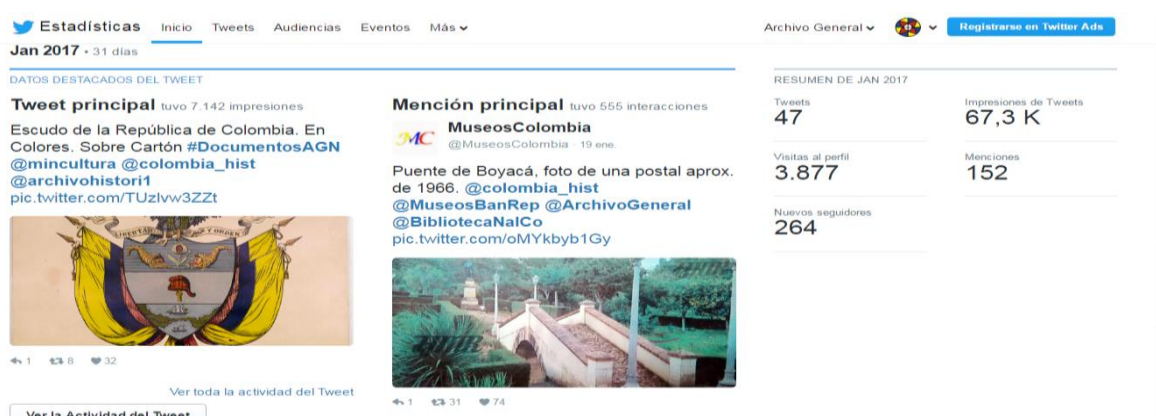 Estadísticas Inicio Tweets Audiencias Eventos Más Archivo General Registrarse en Twitter Ads
Jan 2017 • 31 días
DATOS DESTACADOS DEL TWEET
Tweet principal tuvo 7.142 impresiones
Escudo de la República de Colombia. En
Colores. Sobre Cartón #DocumentosAGN
@mincultura @colombia_hist
@archivohistori1
pic.twitter.com/TUzlvw3ZZt
LIBERTAD Y ORDEN
1 8 32
Ver toda la actividad del Tweet
Ver la Actividad del Tweet
Mención principal tuvo 555 interacciones
MC
MuseosColombia
@MuseosColombia · 19 ene.
Puente de Boyacá, foto de una postal aprox.
de 1966. @colombia_hist
@MuseosBanRep @ArchivoGeneral
@BibliotecaNalCo
pic.twitter.com/oMYkbyb1Gy
1 31 74
RESUMEN DE JAN 2017
Tweets
47
Impresiones de Tweets
67,3 K
Visitas al perfil
3.877
Menciones
152
Nuevos seguidores
264